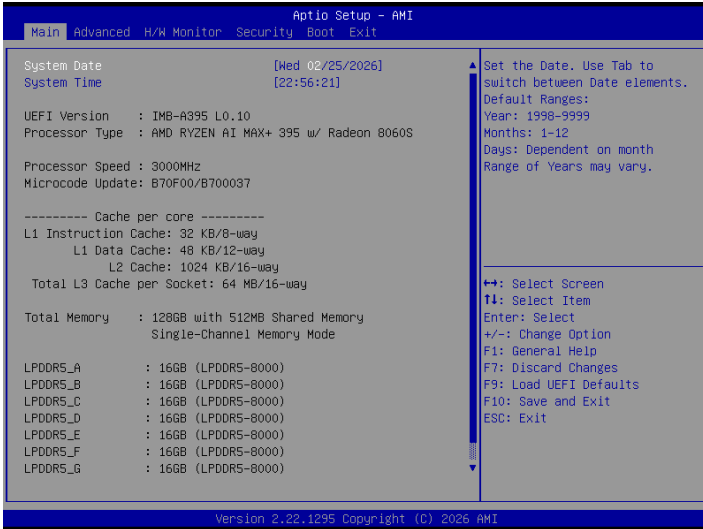 Aptio Setup - AMI
Main Advanced H/W Monitor Security Boot Exit
System Date [Wed 02/25/2026]
System Time [22:56:21]
UEFI Version : IMB-A395 L0.10
Processor Type : AMD RYZEN AI MAX+ 395 w/ Radeon 8060S
Processor Speed : 3000MHz
Microcode Update: B70F00/B700037
--------- Cache per core ---------
L1 Instruction Cache: 32 KB/8-way
L1 Data Cache: 48 KB/12-way
L2 Cache: 1024 KB/16-way
Total L3 Cache per Socket: 64 MB/16-way
Total Memory : 128GB with 512MB Shared Memory
Single-Channel Memory Mode
LPDDR5_A : 16GB (LPDDR5-8000)
LPDDR5_B : 16GB (LPDDR5-8000)
LPDDR5_C : 16GB (LPDDR5-8000)
LPDDR5_D : 16GB (LPDDR5-8000)
LPDDR5_E : 16GB (LPDDR5-8000)
LPDDR5_F : 16GB (LPDDR5-8000)
LPDDR5_G : 16GB (LPDDR5-8000)
Set the Date. Use Tab to
switch between Date elements.
Default Ranges:
Year: 1998-9999
Months: 1-12
Days: Dependent on month
Range of Years may vary.
↔: Select Screen
↑↓: Select Item
Enter: Select
+/-: Change Option
F1: General Help
F7: Discard Changes
F9: Load UEFI Defaults
F10: Save and Exit
ESC: Exit
Version 2.22.1295 Copyright (C) 2026 AMI